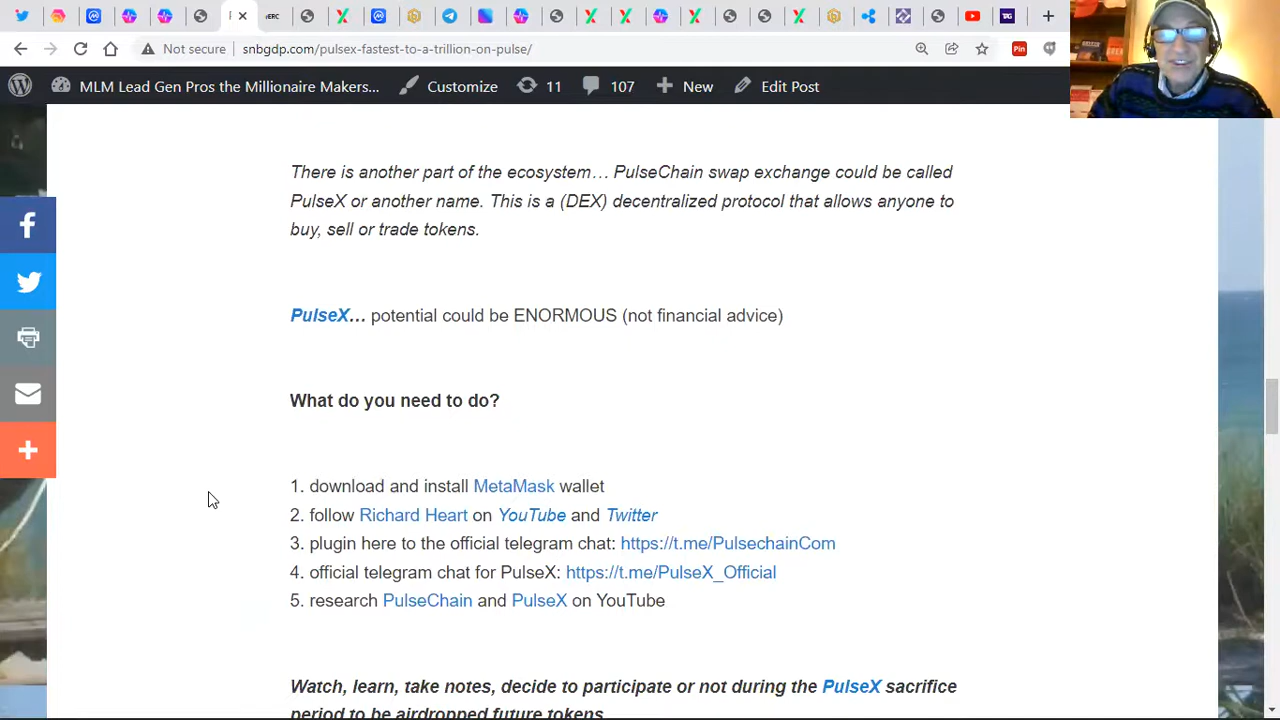 Not secure
snbgdp.com/pulsex-fastest-to-a-trillion-on-pulse/
Pin
MLM Lead Gen Pros the Millionaire Makers...
Customize
11
107
New
Edit Post
There is another part of the ecosystem… PulseChain swap exchange could be called
PulseX or another name. This is a (DEX) decentralized protocol that allows anyone to
buy, sell or trade tokens.
PulseX… potential could be ENORMOUS (not financial advice)
What do you need to do?
1. download and install MetaMask wallet
2. follow Richard Heart on YouTube and Twitter
3. plugin here to the official telegram chat: https://t.me/PulsechainCom
4. official telegram chat for PulseX: https://t.me/PulseX_Official
5. research PulseChain and PulseX on YouTube
Watch, learn, take notes, decide to participate or not during the PulseX sacrifice
period to be airdropped future tokens